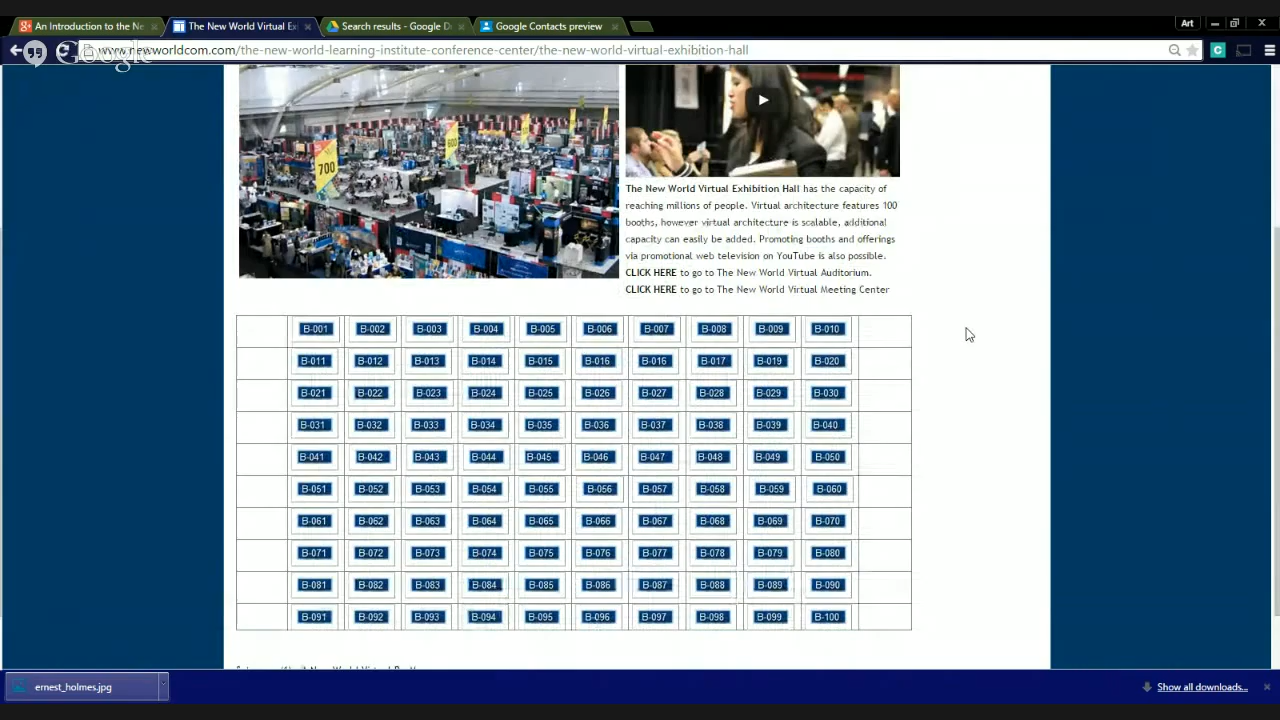 An Introduction to the Ne
The New World Virtual Ex
Search results - Google D
Google Contacts preview
Art
www.newworldcom.com/the-new-world-learning-institute-conference-center/the-new-world-virtual-exhibition-hall
Google
700
600
The New World Virtual Exhibition Hall has the capacity of
reaching millions of people. Virtual architecture features 100
booths, however virtual architecture is scalable, additional
capacity can easily be added. Promoting booths and offerings
via promotional web television on YouTube is also possible.
CLICK HERE to go to The New World Virtual Auditorium.
CLICK HERE to go to The New World Virtual Meeting Center
B-001 B-002 B-003 B-004 B-005 B-006 B-007 B-008 B-009 B-010
B-011 B-012 B-013 B-014 B-015 B-016 B-016 B-017 B-019 B-020
B-021 B-022 B-023 B-024 B-025 B-026 B-027 B-028 B-029 B-030
B-031 B-032 B-033 B-034 B-035 B-036 B-037 B-038 B-039 B-040
B-041 B-042 B-043 B-044 B-045 B-046 B-047 B-048 B-049 B-050
B-051 B-052 B-053 B-054 B-055 B-056 B-057 B-058 B-059 B-060
B-061 B-062 B-063 B-064 B-065 B-066 B-067 B-068 B-069 B-070
B-071 B-072 B-073 B-074 B-075 B-076 B-077 B-078 B-079 B-080
B-081 B-082 B-083 B-084 B-085 B-086 B-087 B-088 B-089 B-090
B-091 B-092 B-093 B-094 B-095 B-096 B-097 B-098 B-099 B-100
ernest_holmes.jpg
Show all downloads...